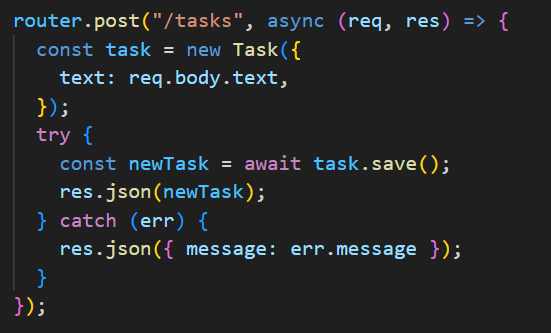 router.post("/tasks", async (req, res) => {
  const task = new Task({
    text: req.body.text,
  });
  try {
    const newTask = await task.save();
    res.json(newTask);
  } catch (err) {
    res.json({ message: err.message });
  }
});